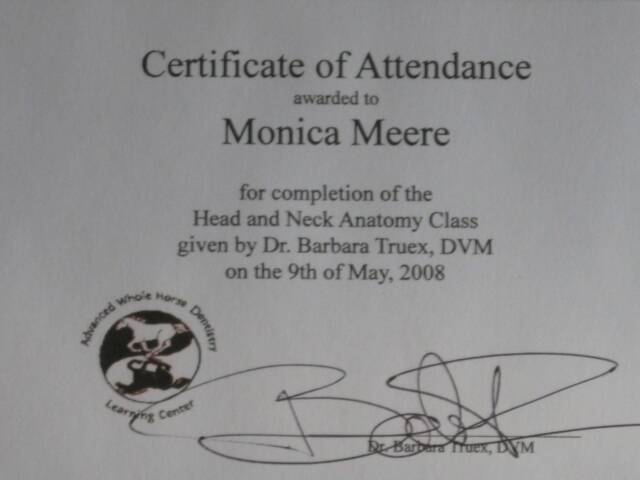 Certificate of Attendance
awarded to
Monica Meere
for completion of the
Head and Neck Anatomy Class
given by Dr. Barbara Truex, DVM
on the 9th of May, 2008
Advanced Whole Horse Dentistry
Learning Center
Dr. Barbara Truex, DVM